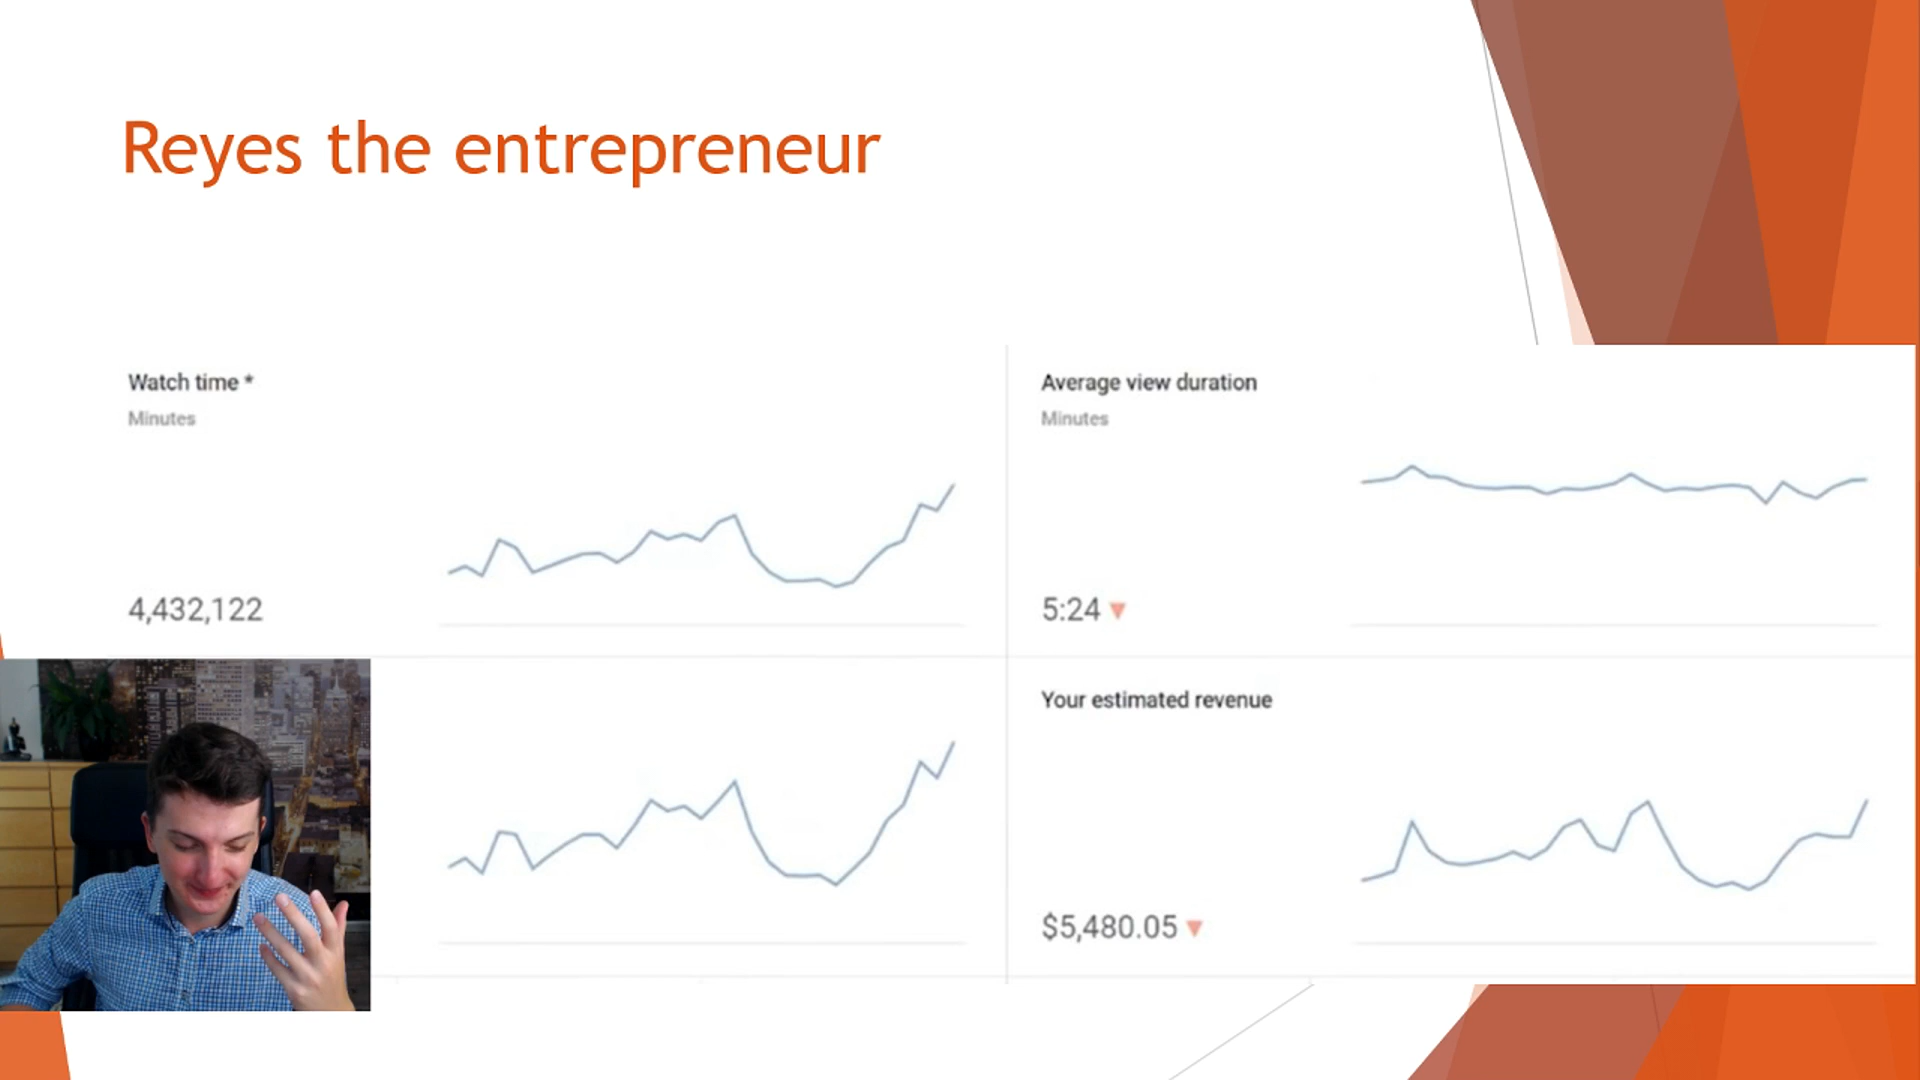 Reyes the entrepreneur
Watch time *
Minutes
4,432,122
Average view duration
Minutes
5:24
Your estimated revenue
$5,480.05